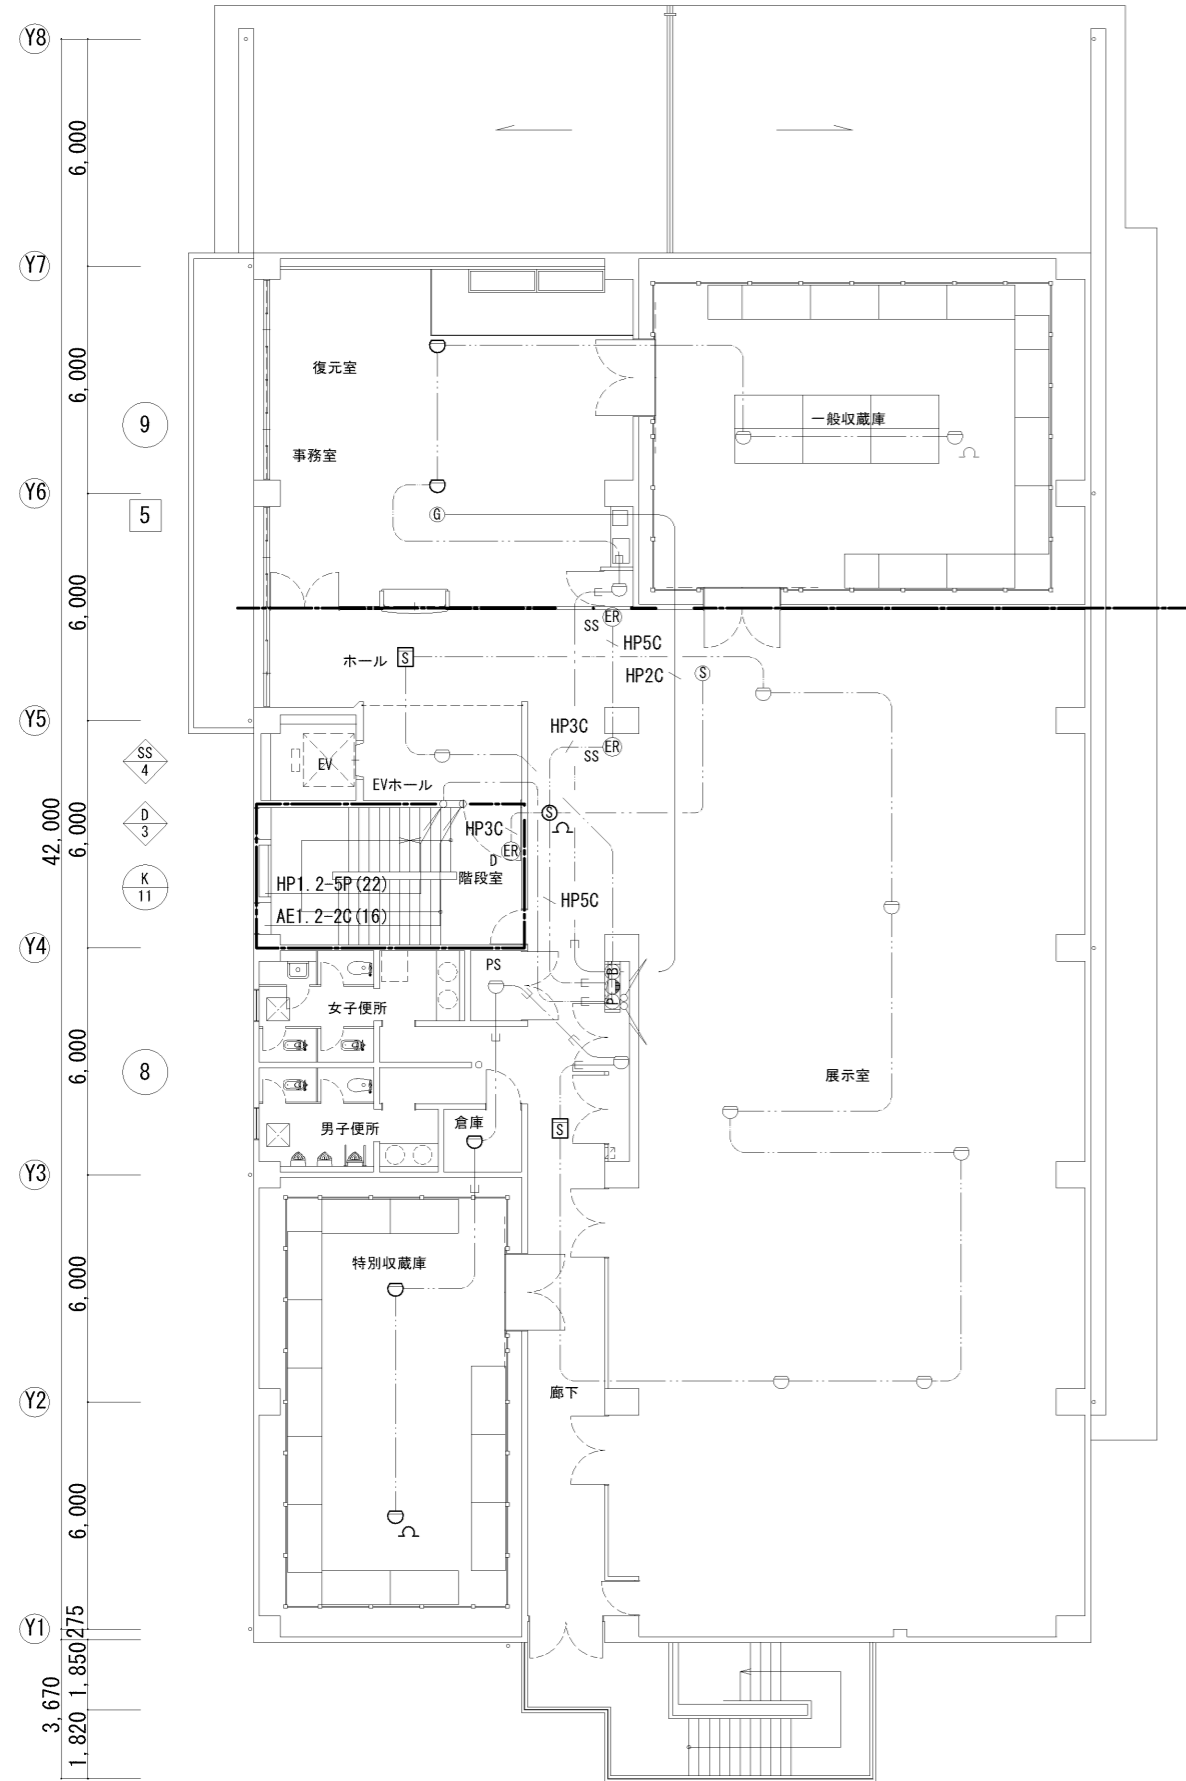 Y8
6,000
Y7
6,000
復元室
一般収蔵庫
9
事務室
Y6
5
G
6,000
SS
ER
HP5C
ホール
S
HP2C
S
Y5
HP3C
SS
ER
SS
4
EV
EVホール
42,000
6,000
D
3
HP3C
S
Ω
D
ER
K
11
HP1.2-5P(22)
階段室
AE1.2-2C(16)
HP5C
Y4
PS
P-B
女子便所
6,000
8
展示室
倉庫
男子便所
S
Y3
特別収蔵庫
6,000
Y2
廊下
6,000
Ω
Y1
275
1,850
3,670
1,820